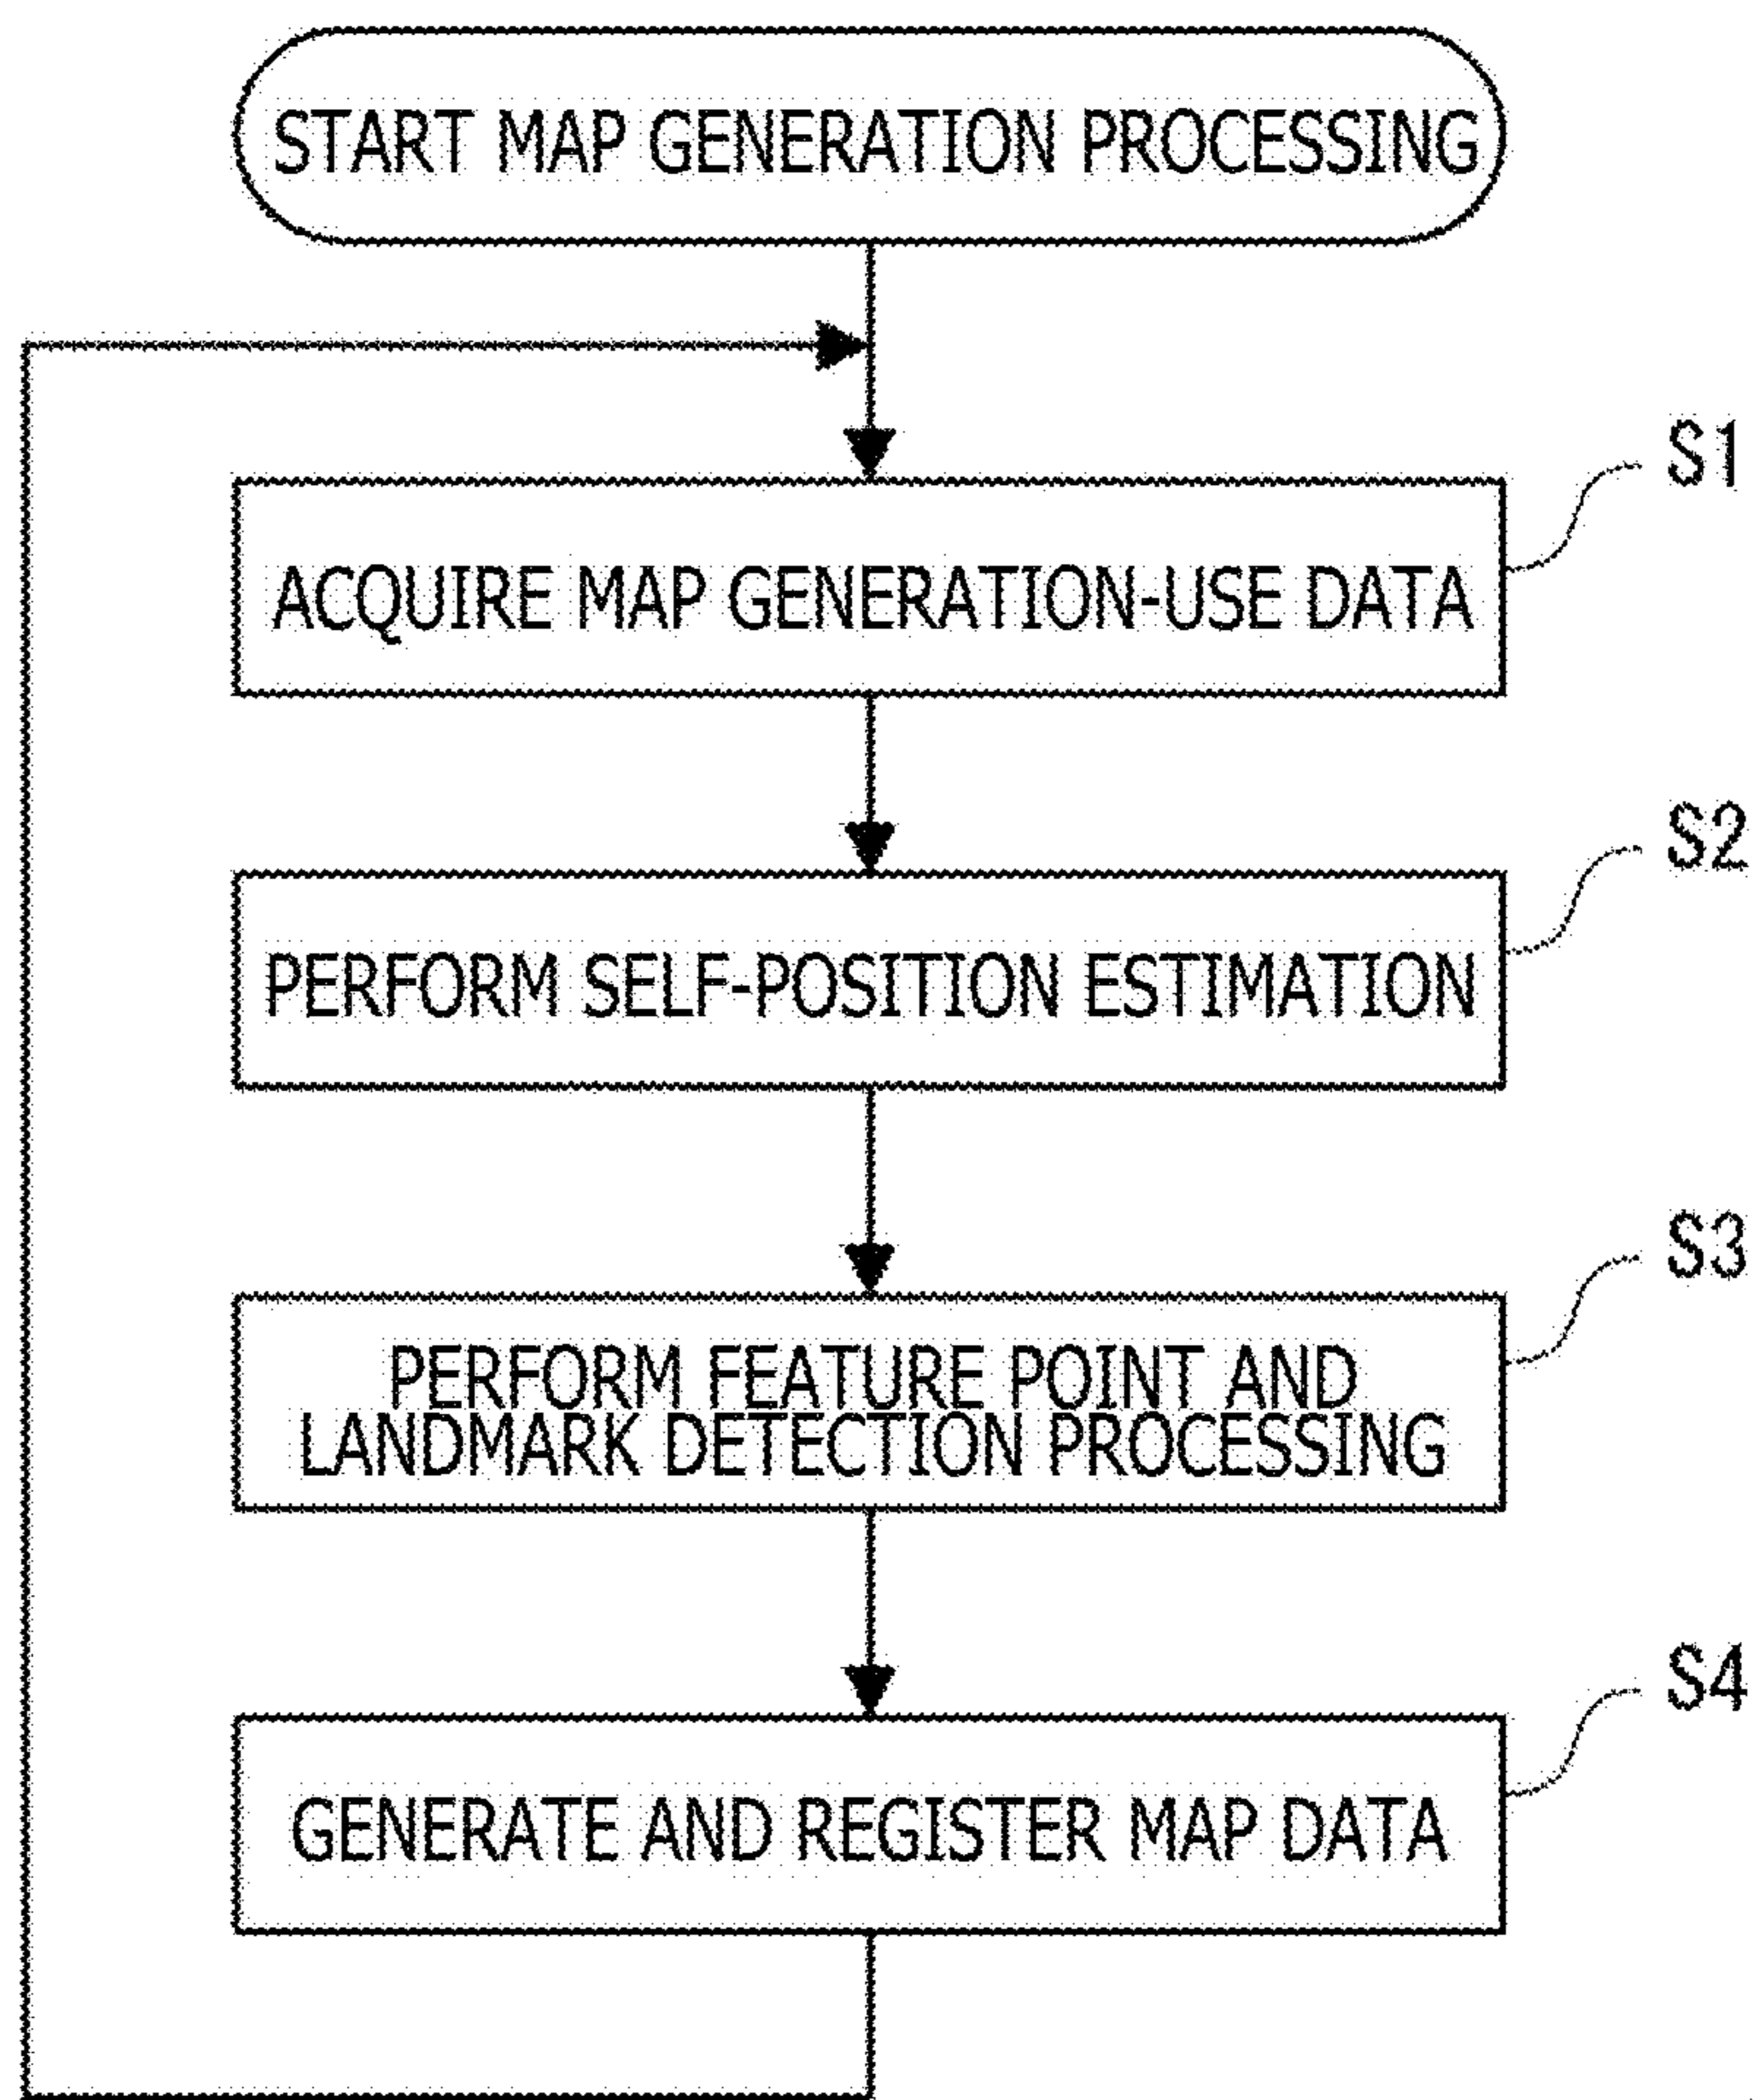 START MAP GENERATION PROCESSING
S1
ACQUIRE MAP GENERATION-USE DATA
S2
PERFORM SELF-POSITION ESTIMATION
S3
PERFORM FEATURE POINT AND
LANDMARK DETECTION PROCESSING
S4
GENERATE AND REGISTER MAP DATA